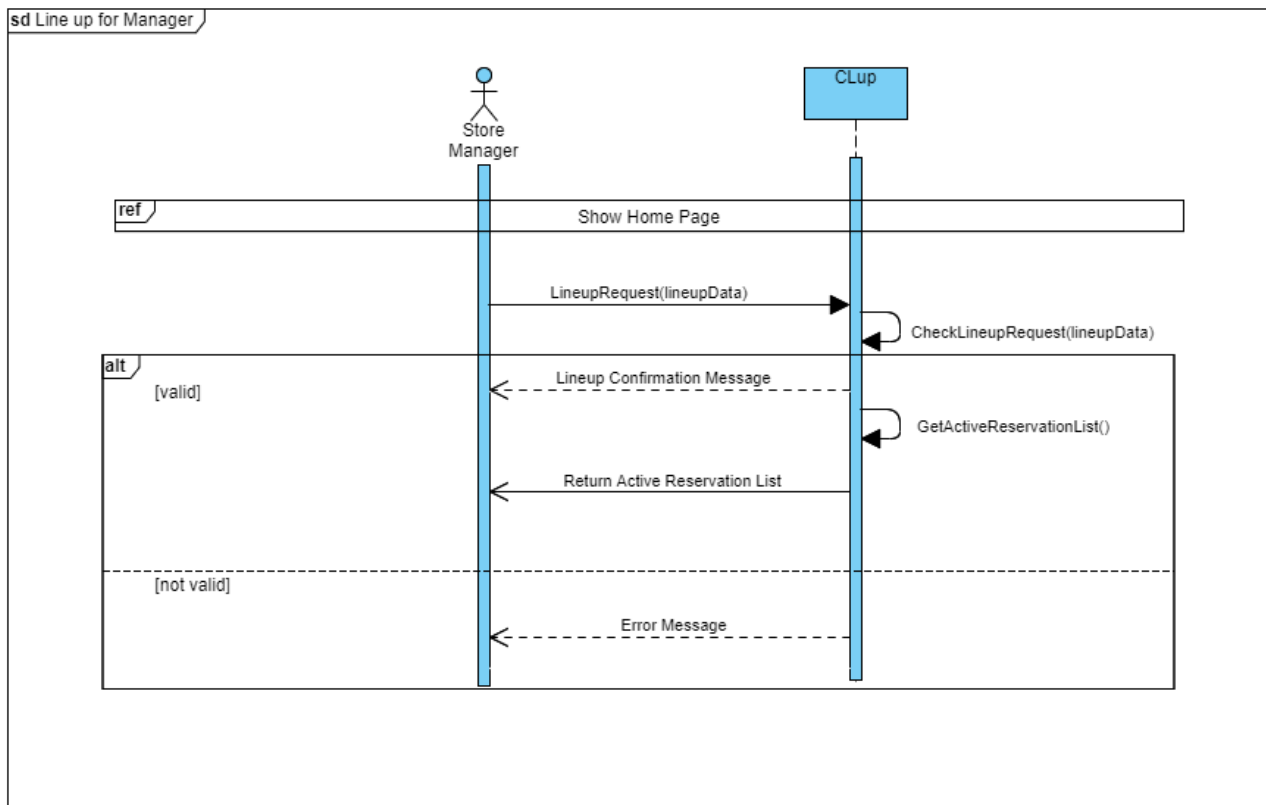 sd Line up for Manager
CLup
Store
Manager
ref
Show Home Page
LineupRequest(lineupData)
CheckLineupRequest(lineupData)
alt
Lineup Confirmation Message
[valid]
GetActiveReservationList()
Return Active Reservation List
[not valid]
Error Message